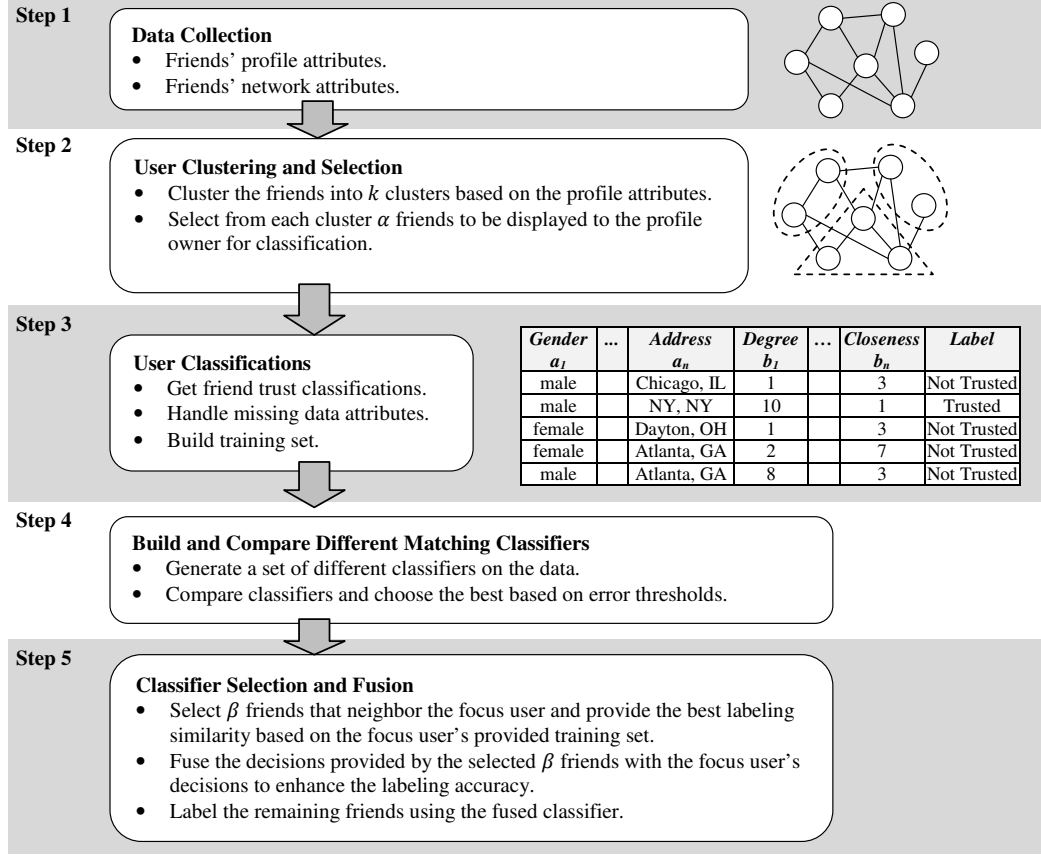 Step 1
Data Collection
• Friends’ profile attributes.
• Friends’ network attributes.
Step 2
User Clustering and Selection
• Cluster the friends into k clusters based on the profile attributes.
• Select from each cluster α friends to be displayed to the profile
owner for classification.
Step 3
User Classifications
• Get friend trust classifications.
• Handle missing data attributes.
• Build training set.
Gender ... Address Degree ... Closeness Label
a1 an b1 bn
male Chicago, IL 1 3 Not Trusted
male NY, NY 10 1 Trusted
female Dayton, OH 1 3 Not Trusted
female Atlanta, GA 2 7 Not Trusted
male Atlanta, GA 8 3 Not Trusted
Step 4
Build and Compare Different Matching Classifiers
• Generate a set of different classifiers on the data.
• Compare classifiers and choose the best based on error thresholds.
Step 5
Classifier Selection and Fusion
• Select β friends that neighbor the focus user and provide the best labeling
similarity based on the focus user’s provided training set.
• Fuse the decisions provided by the selected β friends with the focus user’s
decisions to enhance the labeling accuracy.
• Label the remaining friends using the fused classifier.